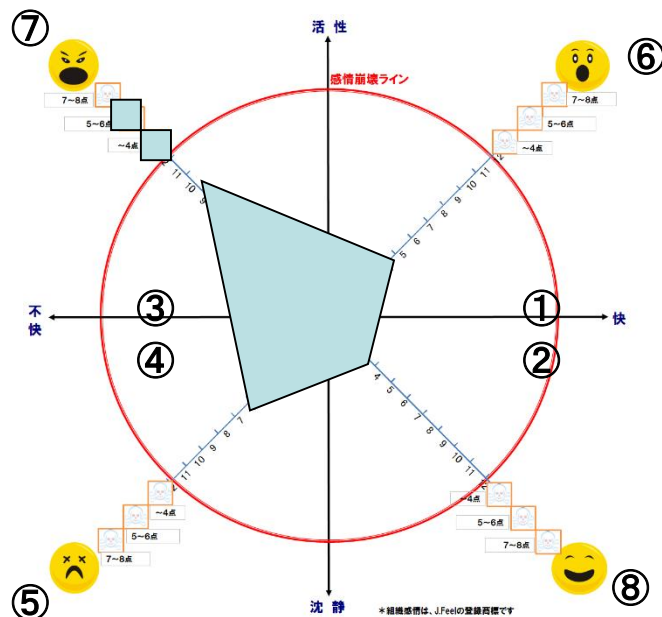 ⑦
活 性
⑥
感情崩壊ライン
7～8点
5～6点
～4点
7～8点
5～6点
～4点
11
10
9
11
10
9
8
7
6
5
不
快
③
④
①
②
快
7
8
9
10
11
4
5
6
7
8
9
10
11
～4点
5～6点
7～8点
～4点
5～6点
7～8点
⑤
沈 静
⑧
＊組織感情は、J.Feelの登録商標です